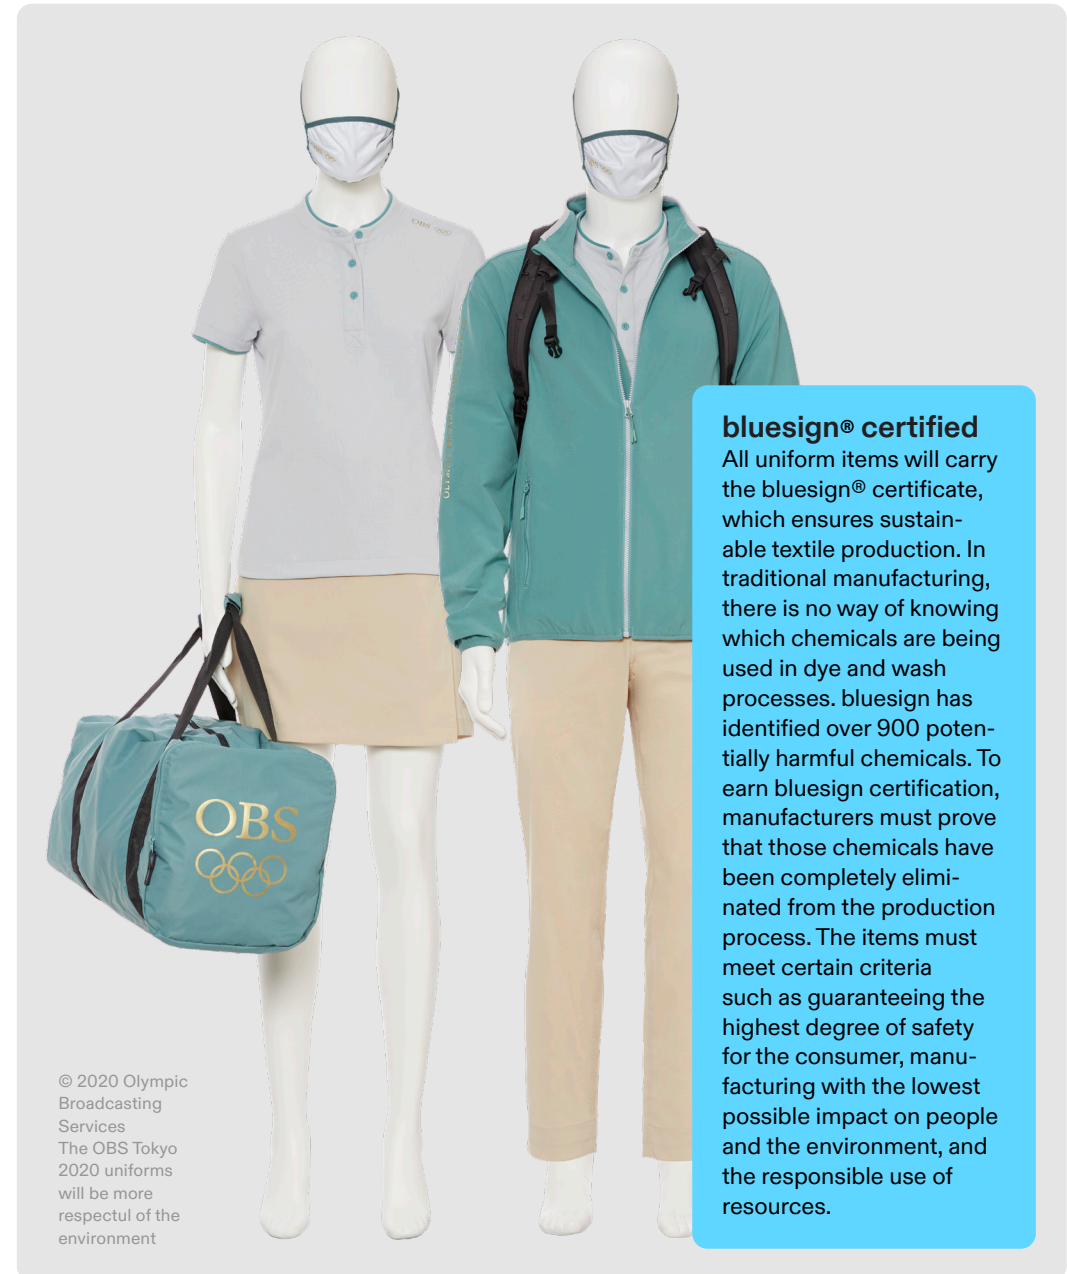 OBS
OBS
bluesign® certified
All uniform items will carry
the bluesign® certificate,
which ensures sustain-
able textile production. In
traditional manufacturing,
there is no way of knowing
which chemicals are being
used in dye and wash
processes. bluesign has
identified over 900 poten-
tially harmful chemicals. To
earn bluesign certification,
manufacturers must prove
that those chemicals have
been completely elimi-
nated from the production
process. The items must
meet certain criteria
such as guaranteeing the
highest degree of safety
for the consumer, manu-
facturing with the lowest
possible impact on people
and the environment, and
the responsible use of
resources.
© 2020 Olympic
Broadcasting
Services
The OBS Tokyo
2020 uniforms
will be more
respectul of the
environment